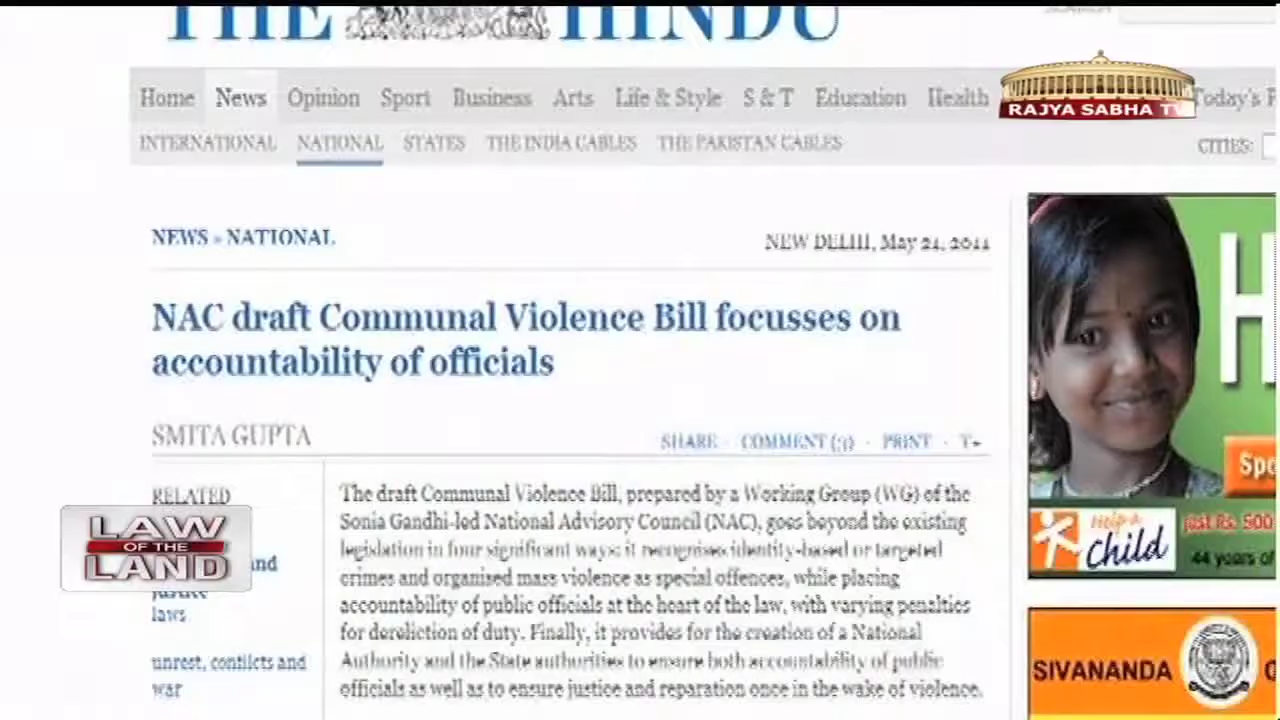 THE HINDU
Home News Opinion Sport Business Arts Life & Style S & T Education Health Today's
RAJYA SABHA TV
INTERNATIONAL NATIONAL STATES THE INDIA CABLES THE PAKISTAN CABLES
CITIES:
NEWS » NATIONAL
NEW DELHI, May 21, 2011
NAC draft Communal Violence Bill focusses on
accountability of officials
SMITA GUPTA
SHARE · COMMENT (3) · PRINT · T+
RELATED
LAW
OF THE
LAND
and
justice
laws
unrest, conflicts and
war
The draft Communal Violence Bill, prepared by a Working Group (WG) of the
Sonia Gandhi-led National Advisory Council (NAC), goes beyond the existing
legislation in four significant ways: it recognises identity-based or targeted
crimes and organised mass violence as special offences, while placing
accountability of public officials at the heart of the law, with varying penalties
for dereliction of duty. Finally, it provides for the creation of a National
Authority and the State authorities to ensure both accountability of public
officials as well as to ensure justice and reparation once in the wake of violence.
H
Spo
Help a
Child
just Rs. 500
44 years of
SIVANANDA